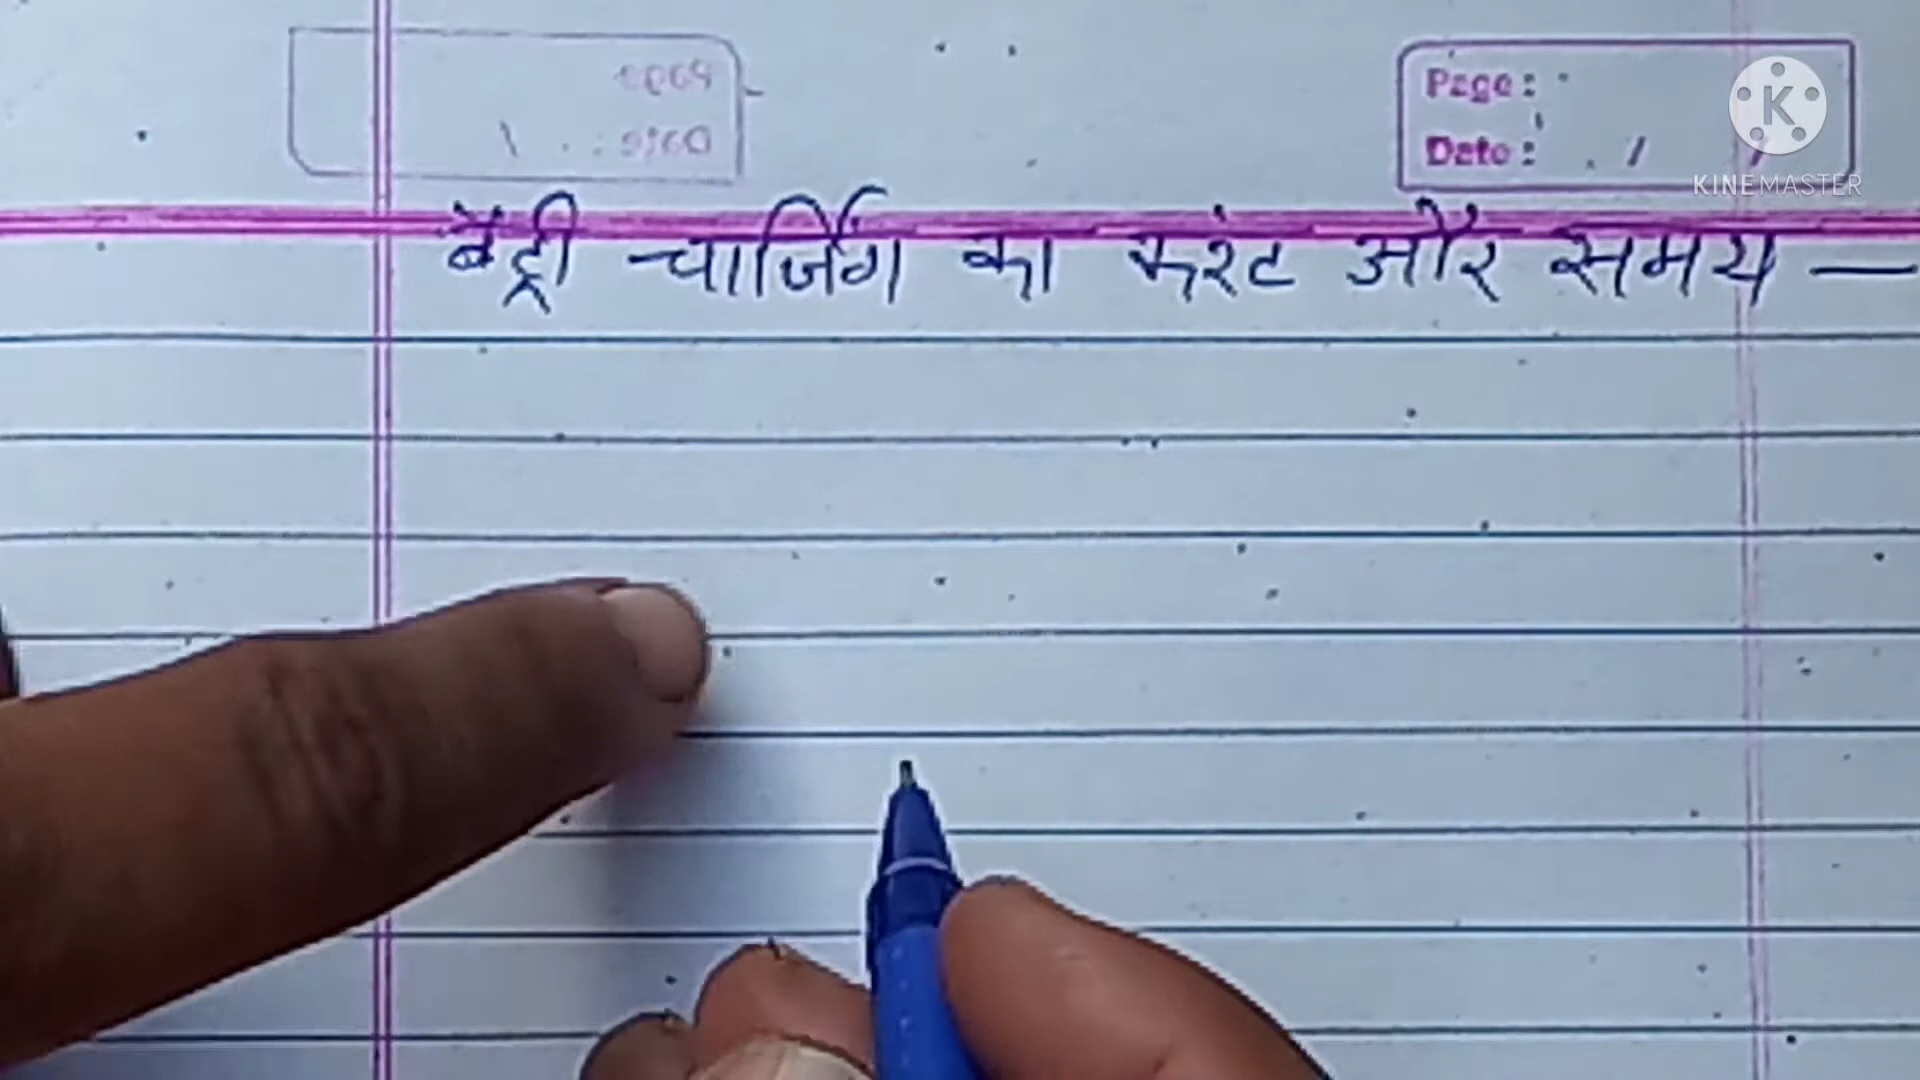 Page:
Date: / /
KINEMASTER
बैट्री चार्जिंग का करंट और समय —